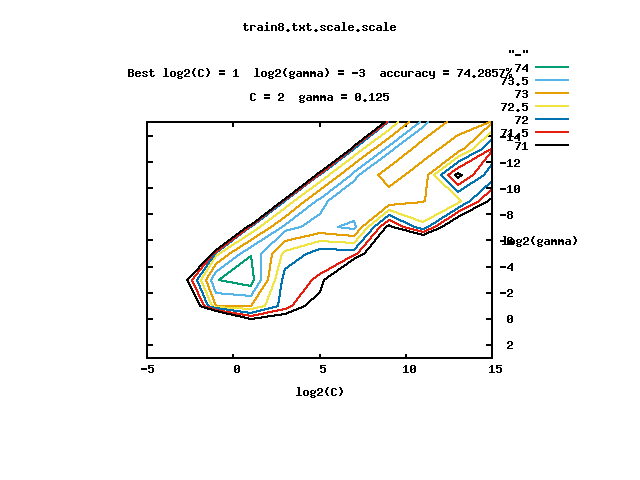 train8.txt.scale.scale
"-"
Best log2(C) = 1  log2(gamma) = -3  accuracy = 74.2857%
C = 2  gamma = 0.125
74
73.5
73
72.5
72
71.5
71
-14
-12
-10
-8
-6
-4
-2
0
2
log2(gamma)
-5 0 5 10 15
log2(C)